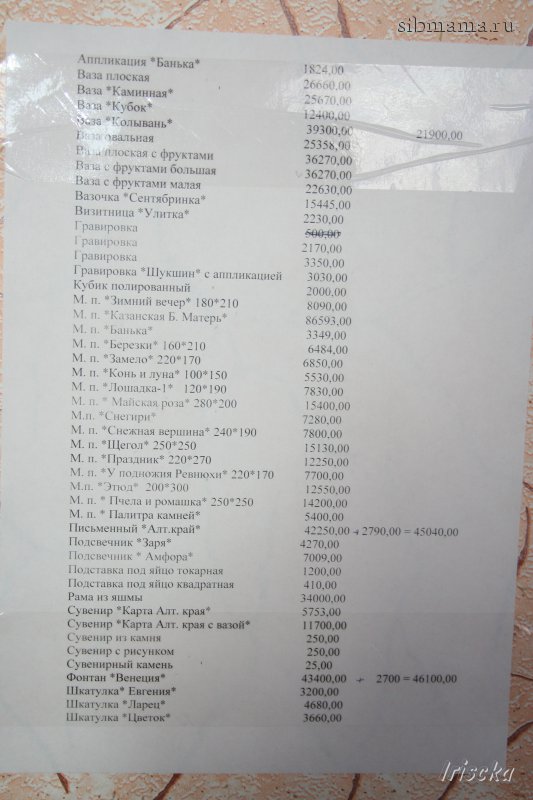 sibmama.ru
Аппликация *Банька* 1824,00
Ваза плоская 26660,00
Ваза *Каминная* 25670,00
Ваза *Кубок* 12400,00
Ваза *Колывань* 39300,00 21900,00
Ваза овальная 25358,00
Ваза плоская с фруктами 36270,00
Ваза с фруктами большая 36270,00
Ваза с фруктами малая 22630,00
Вазочка *Сентябринка* 15445,00
Визитница *Улитка* 2230,00
Гравировка 500,00
Гравировка 2170,00
Гравировка 3350,00
Гравировка *Шукшин* с аппликацией 3030,00
Кубик полированный 2000,00
М. п. *Зимний вечер* 180*210 8090,00
М. п. *Казанская Б. Матерь* 86593,00
М. п. *Банька* 3349,00
М. п. *Березки* 160*210 6484,00
М. п. *Замело* 220*170 6850,00
М. п. *Конь и луна* 100*150 5530,00
М. п. *Лошадка-1* 120*190 7830,00
М. п. * Майская роза* 280*200 15400,00
М.п. *Снегири* 7280,00
М. п. *Снежная вершина* 240*190 7800,00
М. п. *Щегол* 250*250 15130,00
М. п. *Праздник* 220*270 12250,00
М. п. *У подножия Ревнюхи* 220*170 7700,00
М.п. *Этюд* 200*300 12550,00
М. п. * Пчела и ромашка* 250*250 14200,00
М. п. * Палитра камней* 5400,00
Письменный *Алт.край* 42250,00 + 2790,00 = 45040,00
Подсвечник *Заря* 4270,00
Подсвечник * Амфора* 7009,00
Подставка под яйцо токарная 1200,00
Подставка под яйцо квадратная 410,00
Рама из яшмы 34000,00
Сувенир *Карта Алт. края* 5753,00
Сувенир *Карта Алт. края с вазой* 11700,00
Сувенир из камня 250,00
Сувенир с рисунком 250,00
Сувенирный камень 25,00
Фонтан *Венеция* 43400,00 + 2700 = 46100,00
Шкатулка* Евгения* 3200,00
Шкатулка *Ларец* 4680,00
Шкатулка *Цветок* 3660,00
Iriscka